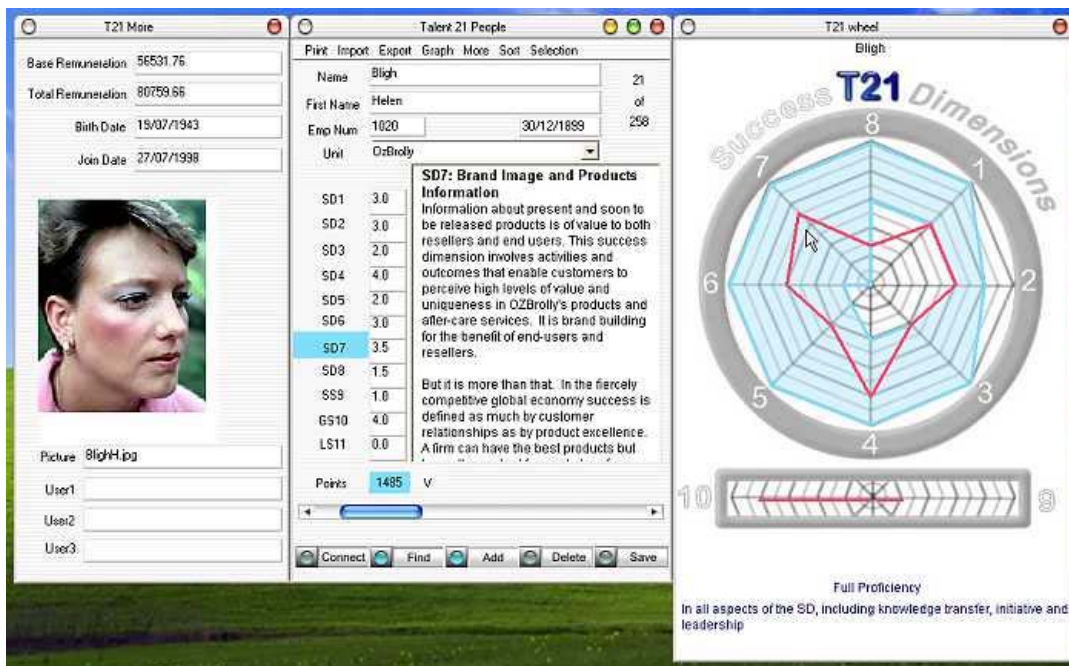 T21 More
Base Remuneration 56531.76
Total Remuneration 80759.66
Birth Date 19/07/1943
Join Date 27/07/1998
Picture BlighH.jpg
User1
User2
User3
Talent 21 People
Print Import Export Graph More Sort Selection
Name Bligh 21
First Name Helen of
Emp Num 1020 30/12/1899 258
Unit OzBrolly
SD1 3.0
SD2 3.0
SD3 2.0
SD4 4.0
SD5 2.0
SD6 3.0
SD7 3.5
SD8 1.5
SS9 1.0
GS10 4.0
LS11 0.0
SD7: Brand Image and Products
Information
Information about present and soon to
be released products is of value to both
resellers and end users. This success
dimension involves activities and
outcomes that enable customers to
perceive high levels of value and
uniqueness in OZBrolly's products and
after-care services. It is brand building
for the benefit of end-users and
resellers.
But it is more than that. In the fiercely
competitive global economy success is
defined as much by customer
relationships as by product excellence.
A firm can have the best products but
Points 1485 V
Connect Find Add Delete Save
T21 wheel
Bligh
Success T21 Dimensions
8
7 1
6 2
5 3
4
10 9
Full Proficiency
In all aspects of the SD, including knowledge transfer, initiative and
leadership